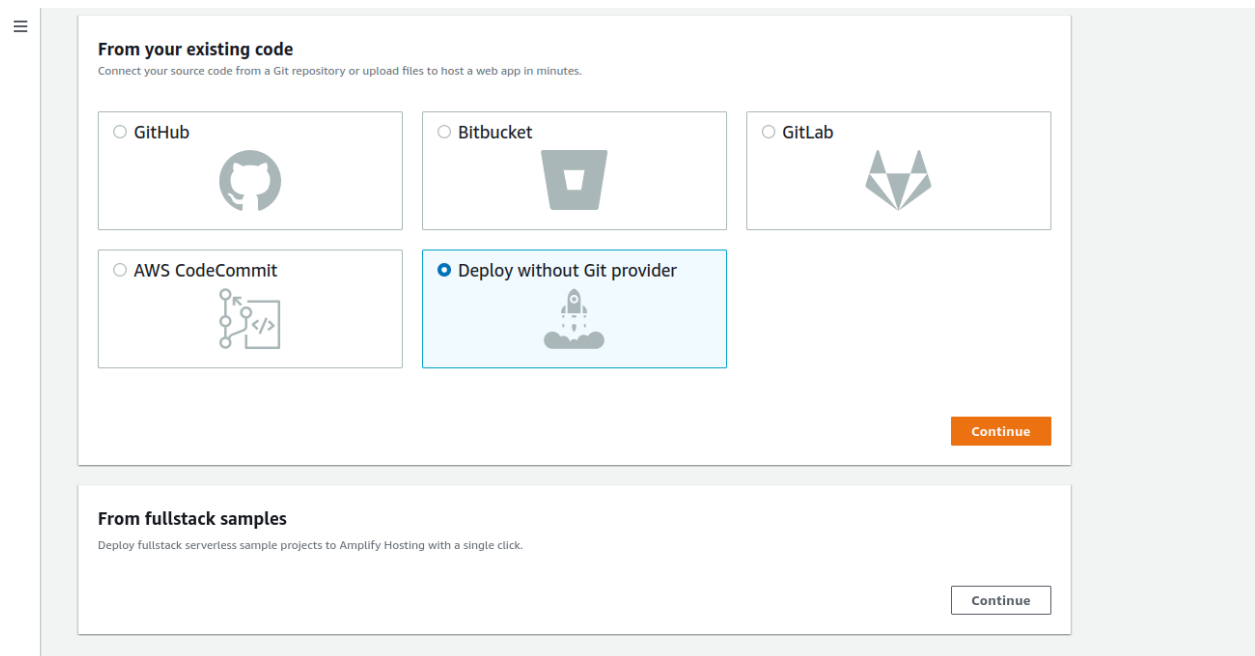 From your existing code
Connect your source code from a Git repository or upload files to host a web app in minutes.
GitHub
Bitbucket
GitLab
AWS CodeCommit
Deploy without Git provider
</>
Continue
From fullstack samples
Deploy fullstack serverless sample projects to Amplify Hosting with a single click.
Continue